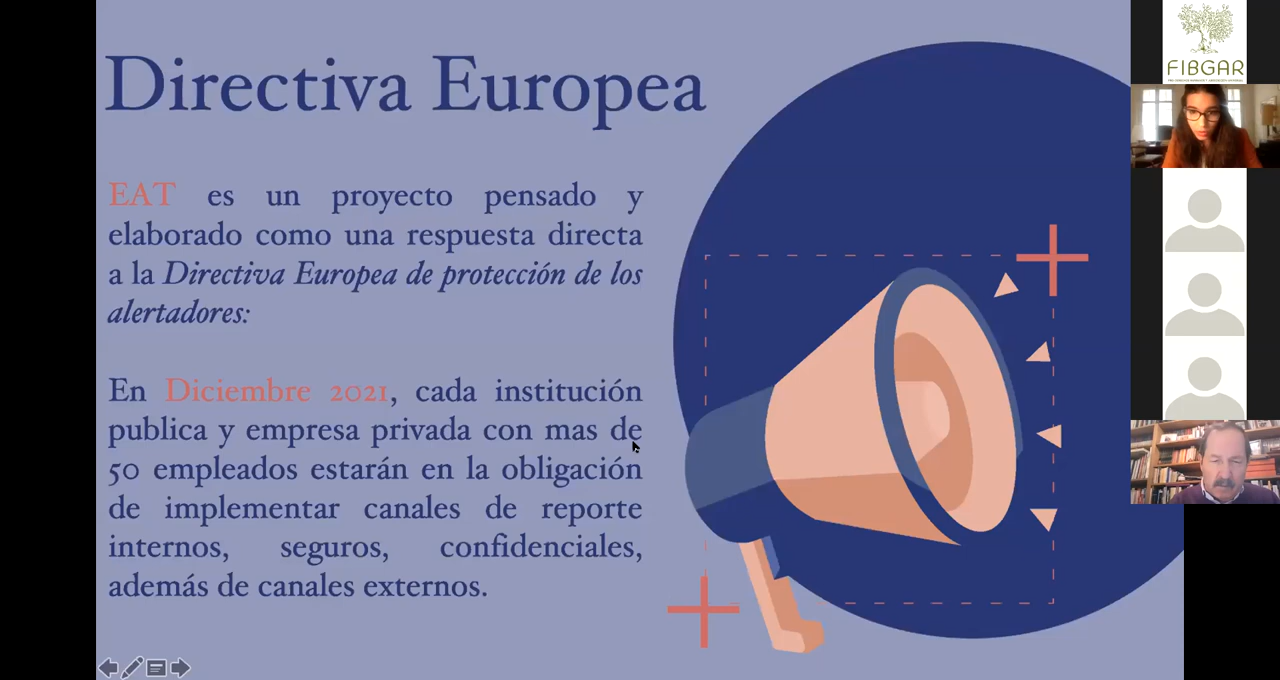 Directiva Europea
EAT es un proyecto pensado y
elaborado como una respuesta directa
a la Directiva Europea de protección de los
alertadores:
En Diciembre 2021, cada institución
publica y empresa privada con mas de
50 empleados estarán en la obligación
de implementar canales de reporte
internos, seguros, confidenciales,
además de canales externos.
FIBGAR